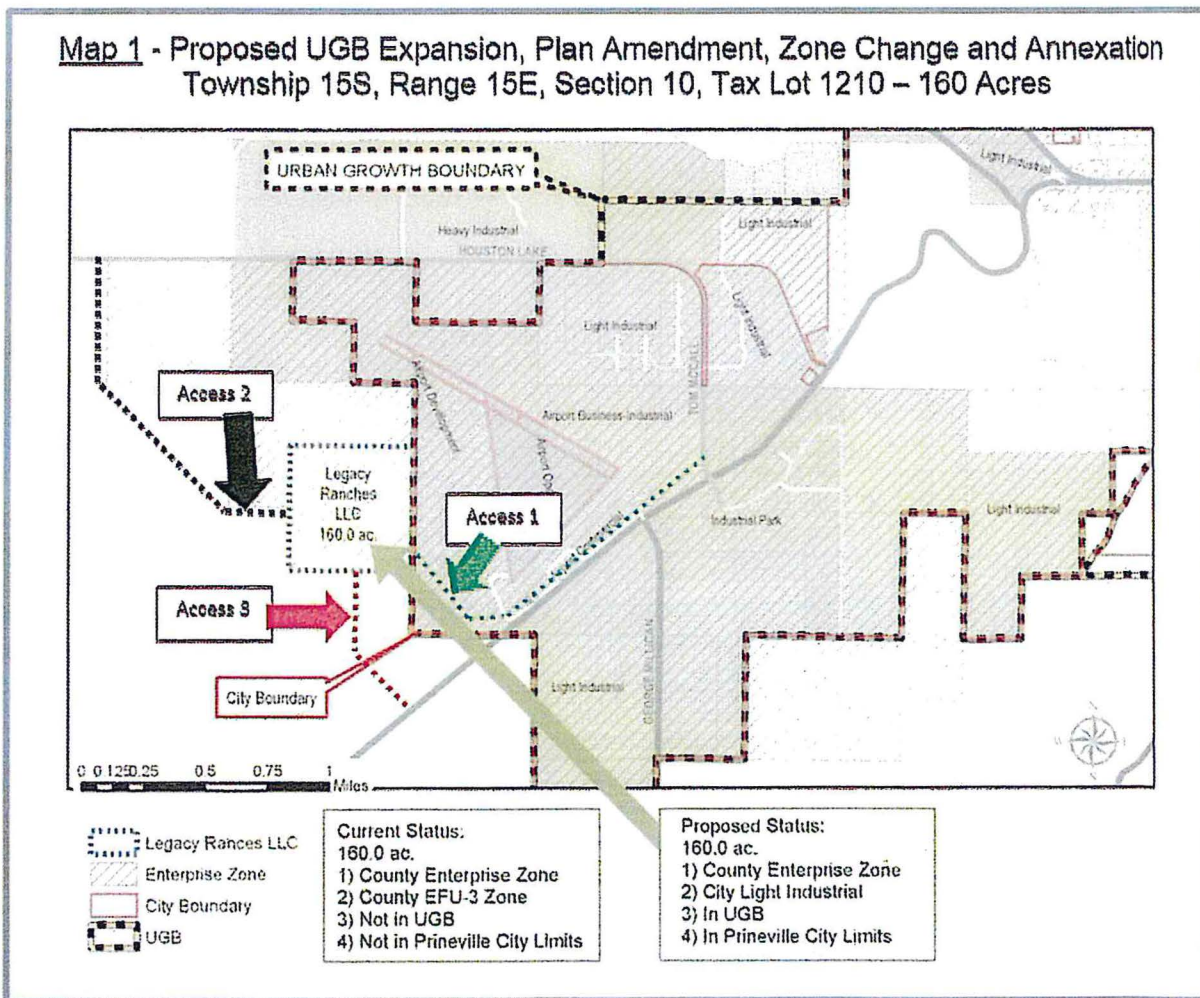 Map 1 - Proposed UGB Expansion, Plan Amendment, Zone Change and Annexation
Township 15S, Range 15E, Section 10, Tax Lot 1210 – 160 Acres
URBAN GROWTH BOUNDARY
Light Industrial
Heavy Industrial
Light Industrial
HOUSTON LAKE
Light Industrial
Light Industrial
TOM MCCALL
Airport Development
Airport Business-Industrial
Access 2
Legacy
Ranches
LLC
160.0 ac.
Airport
Access 1
Industrial Park
Light Industrial
Airport Commercial
Access 3
City Boundary
Light Industrial
GEORGE MILLICAN
N
W
E
S
0 0.1250.25 0.5 0.75 1
Miles
Legacy Rances LLC
Enterprise Zone
City Boundary
UGB
Current Status:
160.0 ac.
1) County Enterprise Zone
2) County EFU-3 Zone
3) Not in UGB
4) Not in Prineville City Limits
Proposed Status:
160.0 ac.
1) County Enterprise Zone
2) City Light Industrial
3) In UGB
4) In Prineville City Limits